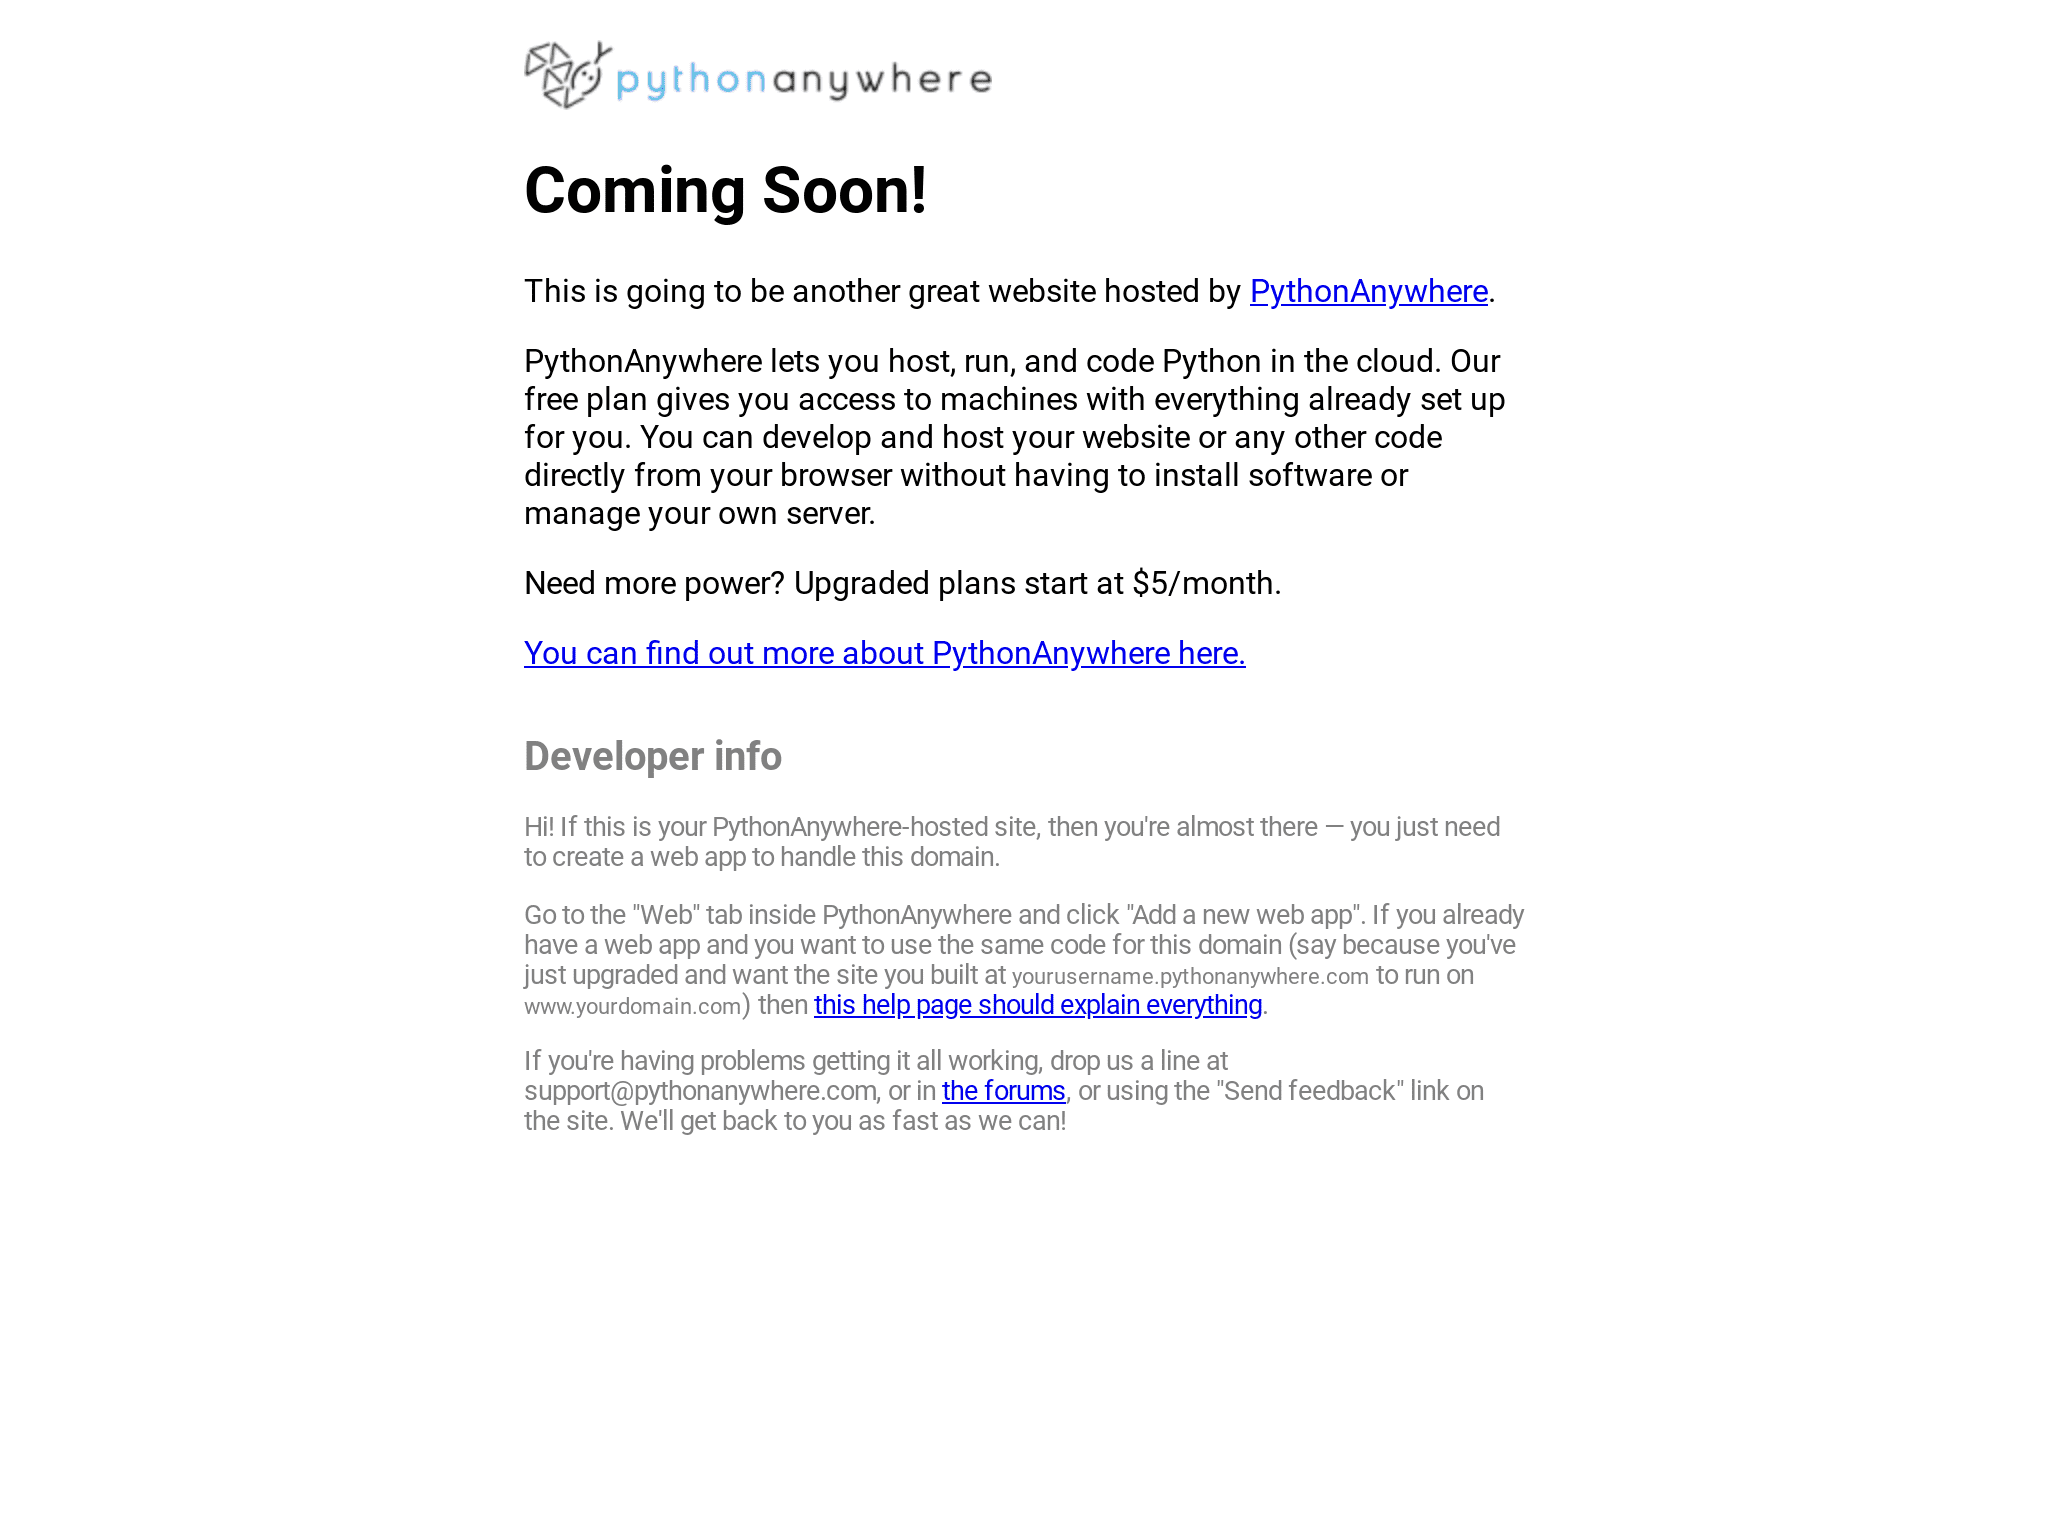 pythonanywhere
Coming Soon!
This is going to be another great website hosted by PythonAnywhere.
PythonAnywhere lets you host, run, and code Python in the cloud. Our
free plan gives you access to machines with everything already set up
for you. You can develop and host your website or any other code
directly from your browser without having to install software or
manage your own server.
Need more power? Upgraded plans start at $5/month.
You can find out more about PythonAnywhere here.
Developer info
Hi! If this is your PythonAnywhere-hosted site, then you're almost there — you just need
to create a web app to handle this domain.
Go to the "Web" tab inside PythonAnywhere and click "Add a new web app". If you already
have a web app and you want to use the same code for this domain (say because you've
just upgraded and want the site you built at yourusername.pythonanywhere.com to run on
www.yourdomain.com) then this help page should explain everything.
If you're having problems getting it all working, drop us a line at
support@pythonanywhere.com, or in the forums, or using the "Send feedback" link on
the site. We'll get back to you as fast as we can!